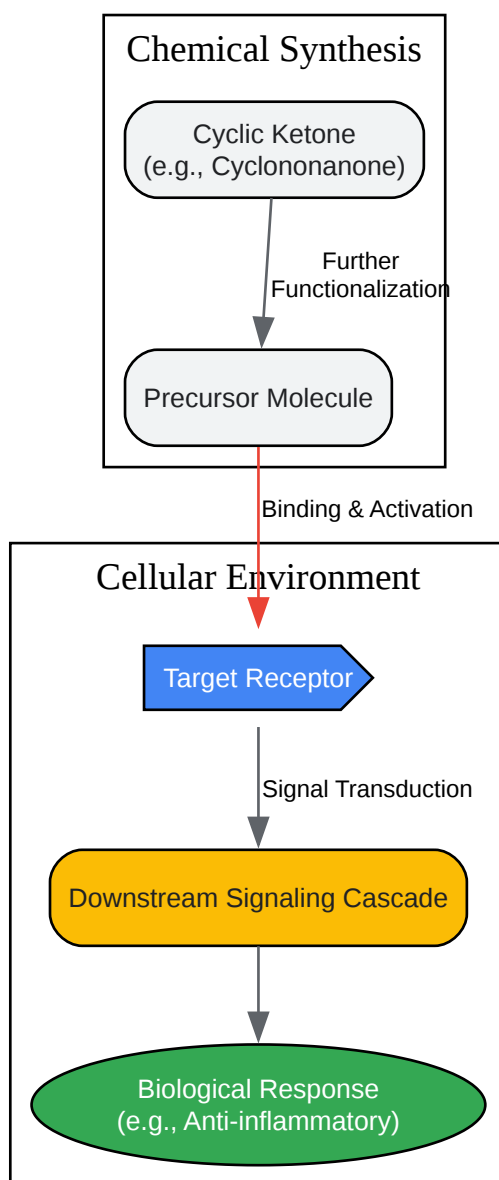 Chemical Synthesis
Cyclic Ketone
(e.g., Cyclononanone)
Further
Functionalization
Precursor Molecule
Binding & Activation
Cellular Environment
Target Receptor
Signal Transduction
Downstream Signaling Cascade
Biological Response
(e.g., Anti-inflammatory)